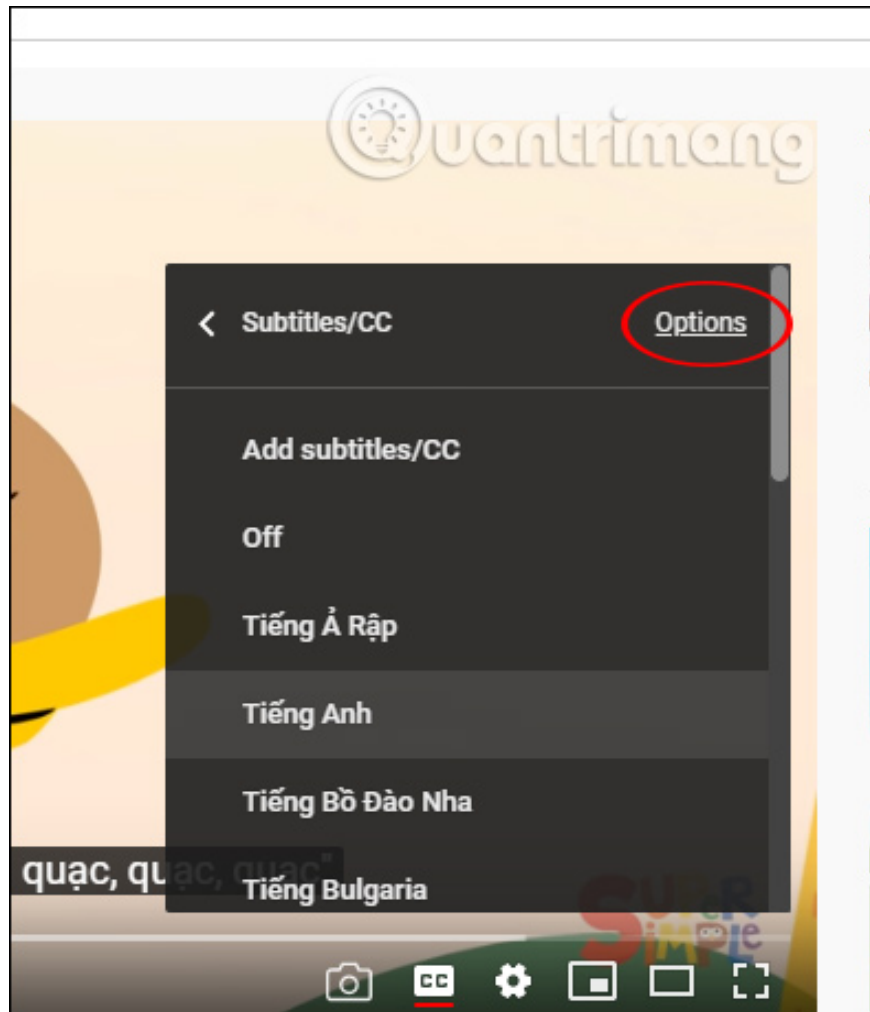 Quantrimang
Subtitles/CC Options
Add subtitles/CC
Off
Tiếng Ả Rập
Tiếng Anh
Tiếng Bồ Đào Nha
quạc, quạc, quạc"
Tiếng Bulgaria
SUPER
SIMPLE
CC